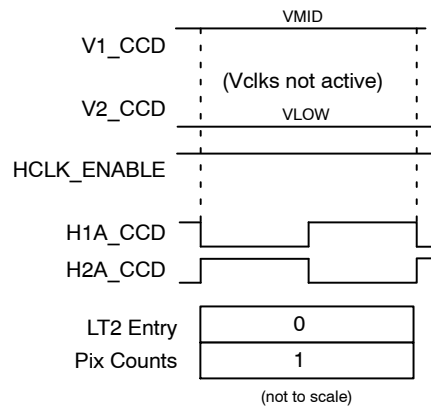 VMID
V1_CCD
(Vclks not active)
V2_CCD
VLOW
HCLK_ENABLE
H1A_CCD
H2A_CCD
LT2 Entry 0
Pix Counts 1
(not to scale)